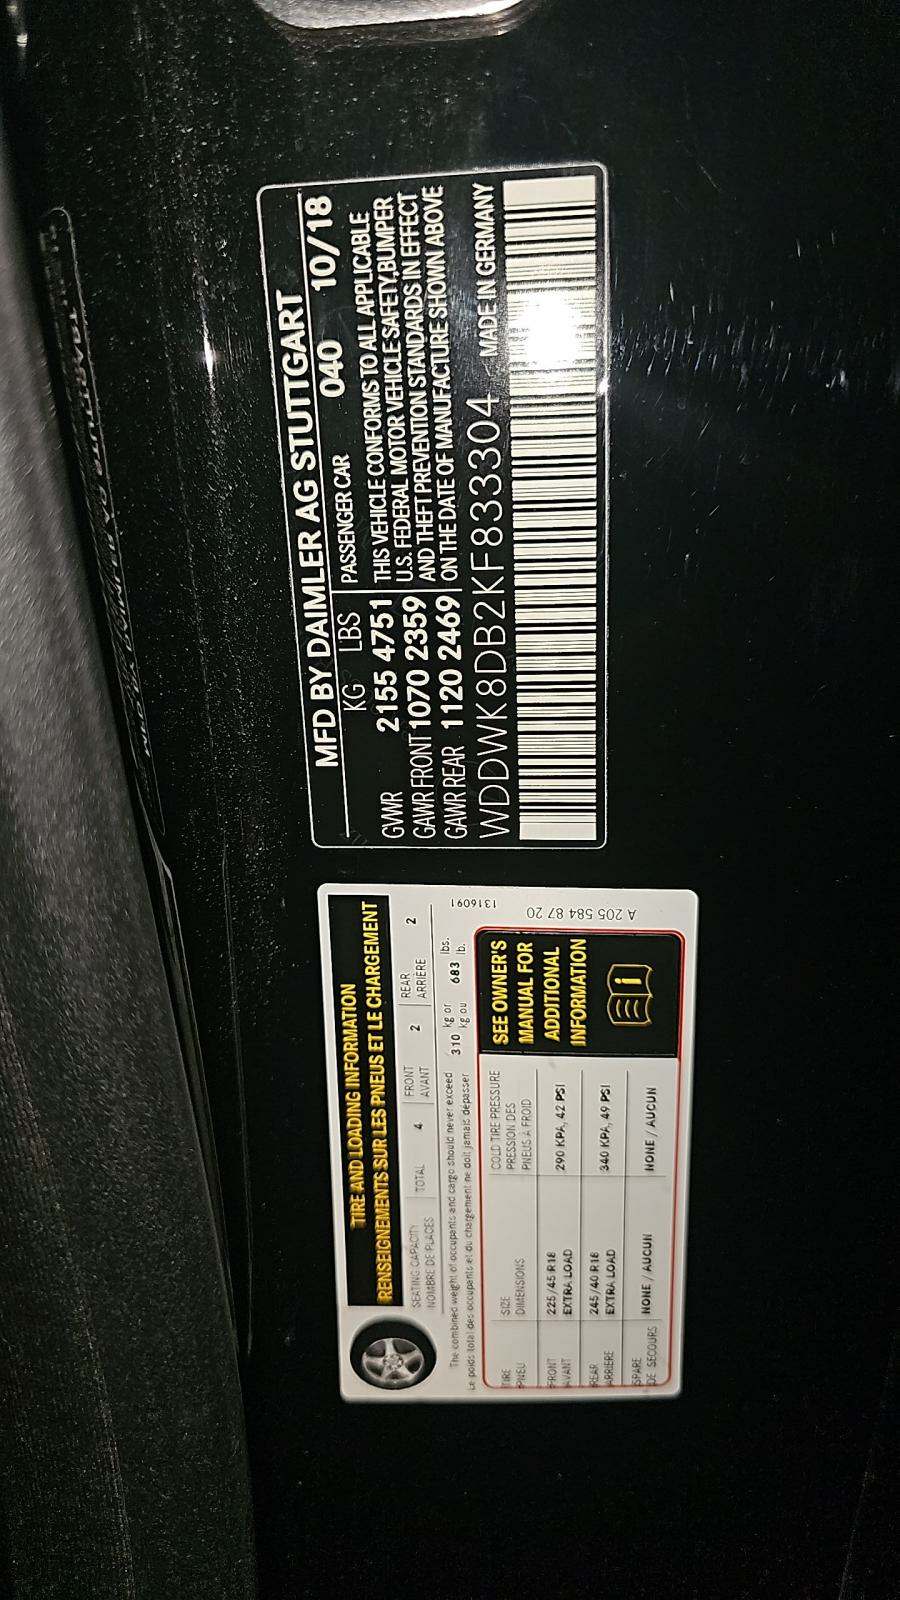 MFD BY DAIMLER AG STUTTGART
KG LBS PASSENGER CAR 040 10/18
GVWR 2155 4751
GAWR FRONT 1070 2359
GAWR REAR 1120 2469
THIS VEHICLE CONFORMS TO ALL APPLICABLE
U.S. FEDERAL MOTOR VEHICLE SAFETY, BUMPER
AND THEFT PREVENTION STANDARDS IN EFFECT
ON THE DATE OF MANUFACTURE SHOWN ABOVE
WDDWK8DB2KF833304 MADE IN GERMANY
TIRE AND LOADING INFORMATION
RENSEIGNEMENTS SUR LES PNEUS ET LE CHARGEMENT
SEATING CAPACITY
NOMBRE DE PLACES
TOTAL 4
FRONT
AVANT
2
REAR
ARRIÈRE
2
The combined weight of occupants and cargo should never exceed 310 kg or 683 lbs.
Le poids total des occupants et du chargement ne doit jamais dépasser kg ou lb.
TIRE
PNEU
SIZE
DIMENSIONS
COLD TIRE PRESSURE
PRESSION DES
PNEUS À FROID
FRONT
AVANT
225/45 R18
EXTRA LOAD
290 KPA, 42 PSI
REAR
ARRIÈRE
245/40 R18
EXTRA LOAD
340 KPA, 49 PSI
SPARE
DE SECOURS
NONE / AUCUN
NONE / AUCUN
SEE OWNER'S
MANUAL FOR
ADDITIONAL
INFORMATION
i
1316091
A 205 584 87 20